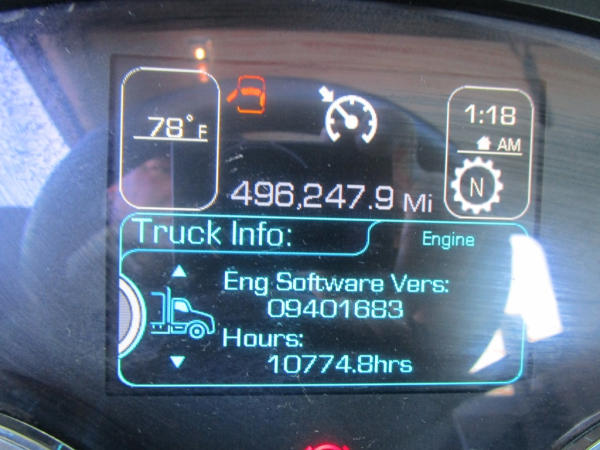 78°F
1:18
AM
N
496,247.9 Mi
Truck Info:
Engine
Eng Software Vers:
09401683
Hours:
10774.8hrs